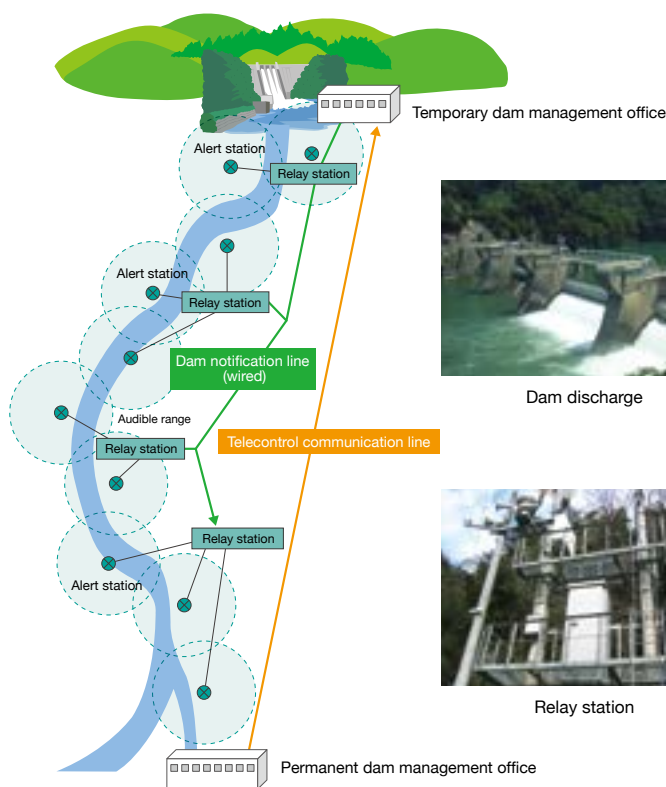 Temporary dam management office
Alert station
Relay station
Alert station
Relay station
Dam notification line
(wired)
Dam discharge
Audible range
Relay station
Telecontrol communication line
Relay station
Alert station
Relay station
Permanent dam management office